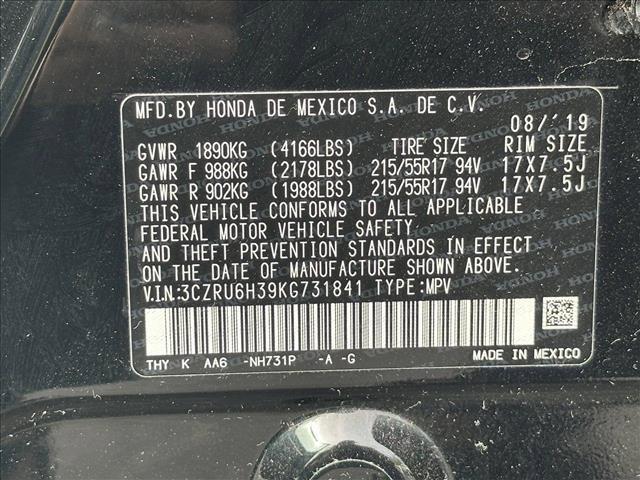 MFD.BY HONDA DE MEXICO S.A. DE C.V.
08/'19
GVWR 1890KG (4166LBS) TIRE SIZE RIM SIZE
GAWR F 988KG (2178LBS) 215/55R17 94V 17X7.5J
GAWR R 902KG (1988LBS) 215/55R17 94V 17X7.5J
THIS VEHICLE CONFORMS TO ALL APPLICABLE
FEDERAL MOTOR VEHICLE SAFETY
AND THEFT PREVENTION STANDARDS IN EFFECT
ON THE DATE OF MANUFACTURE SHOWN ABOVE.
V.I.N:3CZRU6H39KG731841 TYPE:MPV
THY K AA6 -NH731P -A -G MADE IN MEXICO